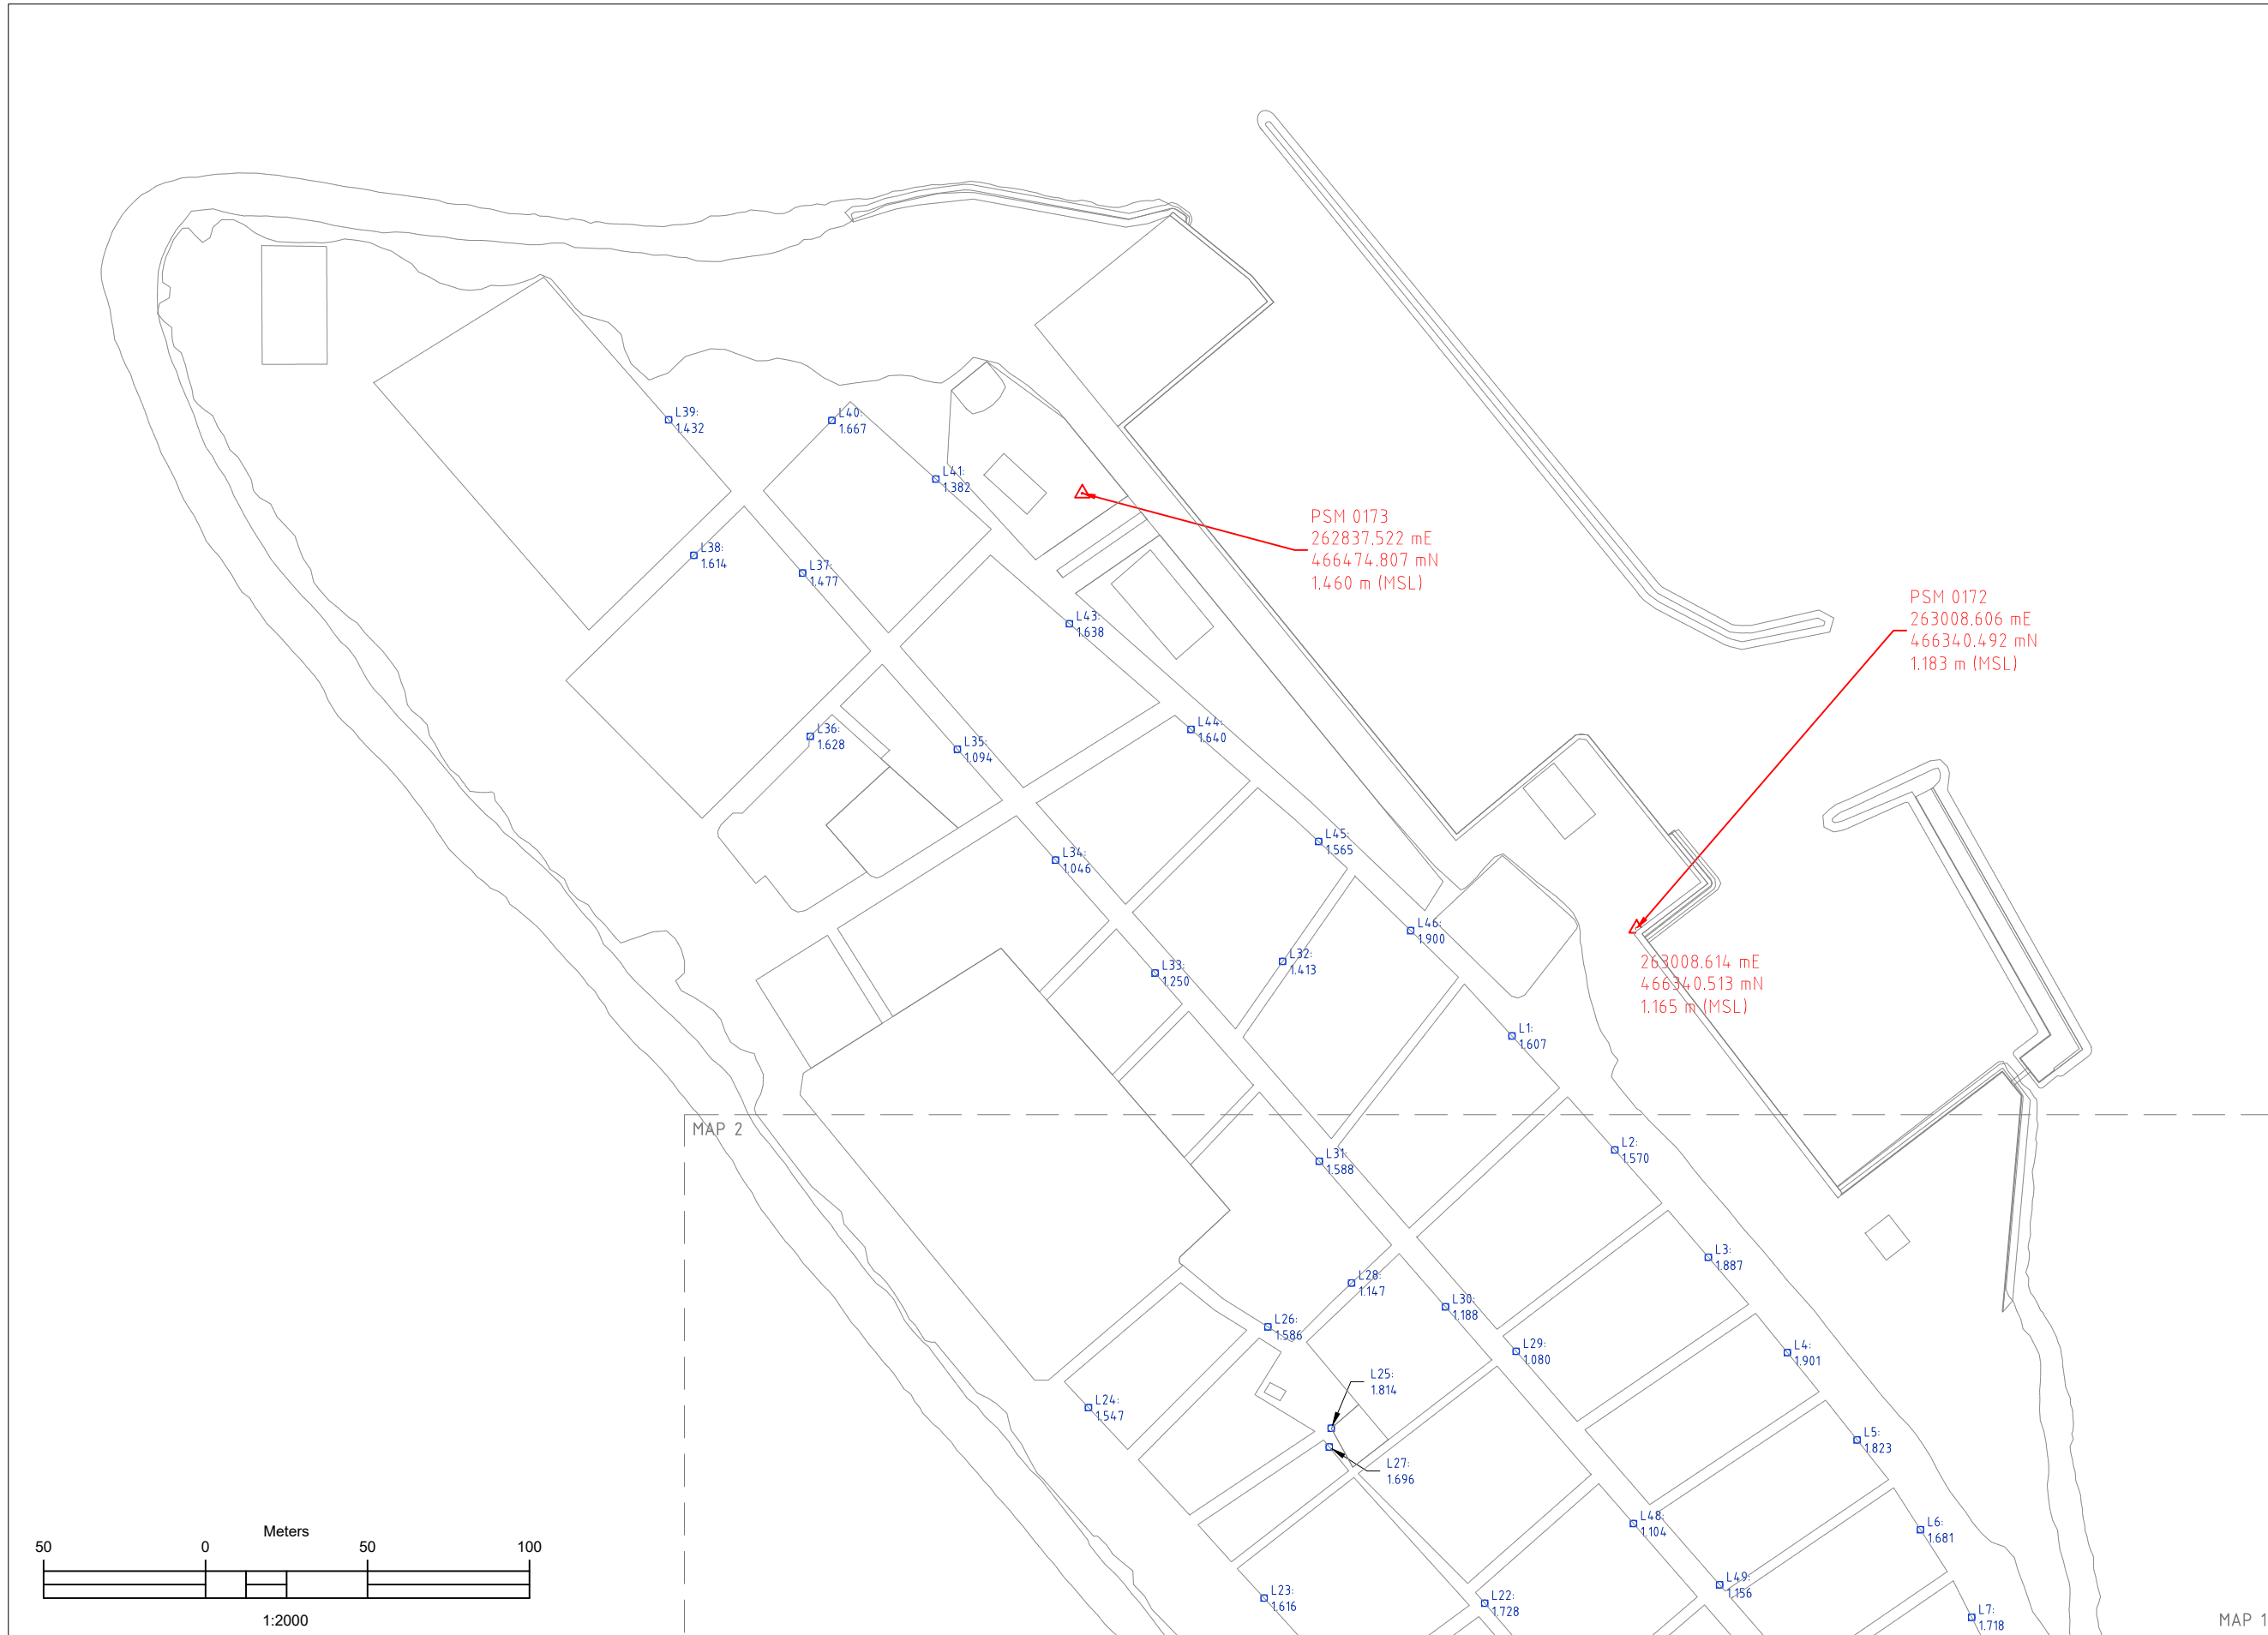 L39:
1.432
L40:
1.667
L41:
1.382
PSM 0173
262837.522 mE
466474.807 mN
1.460 m (MSL)
L38:
1.614
L37:
1.477
L43:
1.638
PSM 0172
263008.606 mE
466340.492 mN
1.183 m (MSL)
L36:
1.628
L35:
1.094
L44:
1.640
L34:
1.046
L45:
1.565
L33:
1.250
L32:
1.413
L46:
1.900
263008.614 mE
466340.513 mN
1.165 m (MSL)
L1:
1.607
MAP 2
L31:
1.588
L2:
1.570
L28:
1.147
L3:
1.887
L26:
1.586
L30:
1.188
L29:
1.080
L4:
1.901
L25:
1.814
L24:
1.547
L5:
1.823
L27:
1.696
L48:
1.104
L6:
1.681
L23:
1.616
L22:
1.728
L49:
1.156
L7:
1.718
MAP 1
Meters
50 0 50 100
1:2000